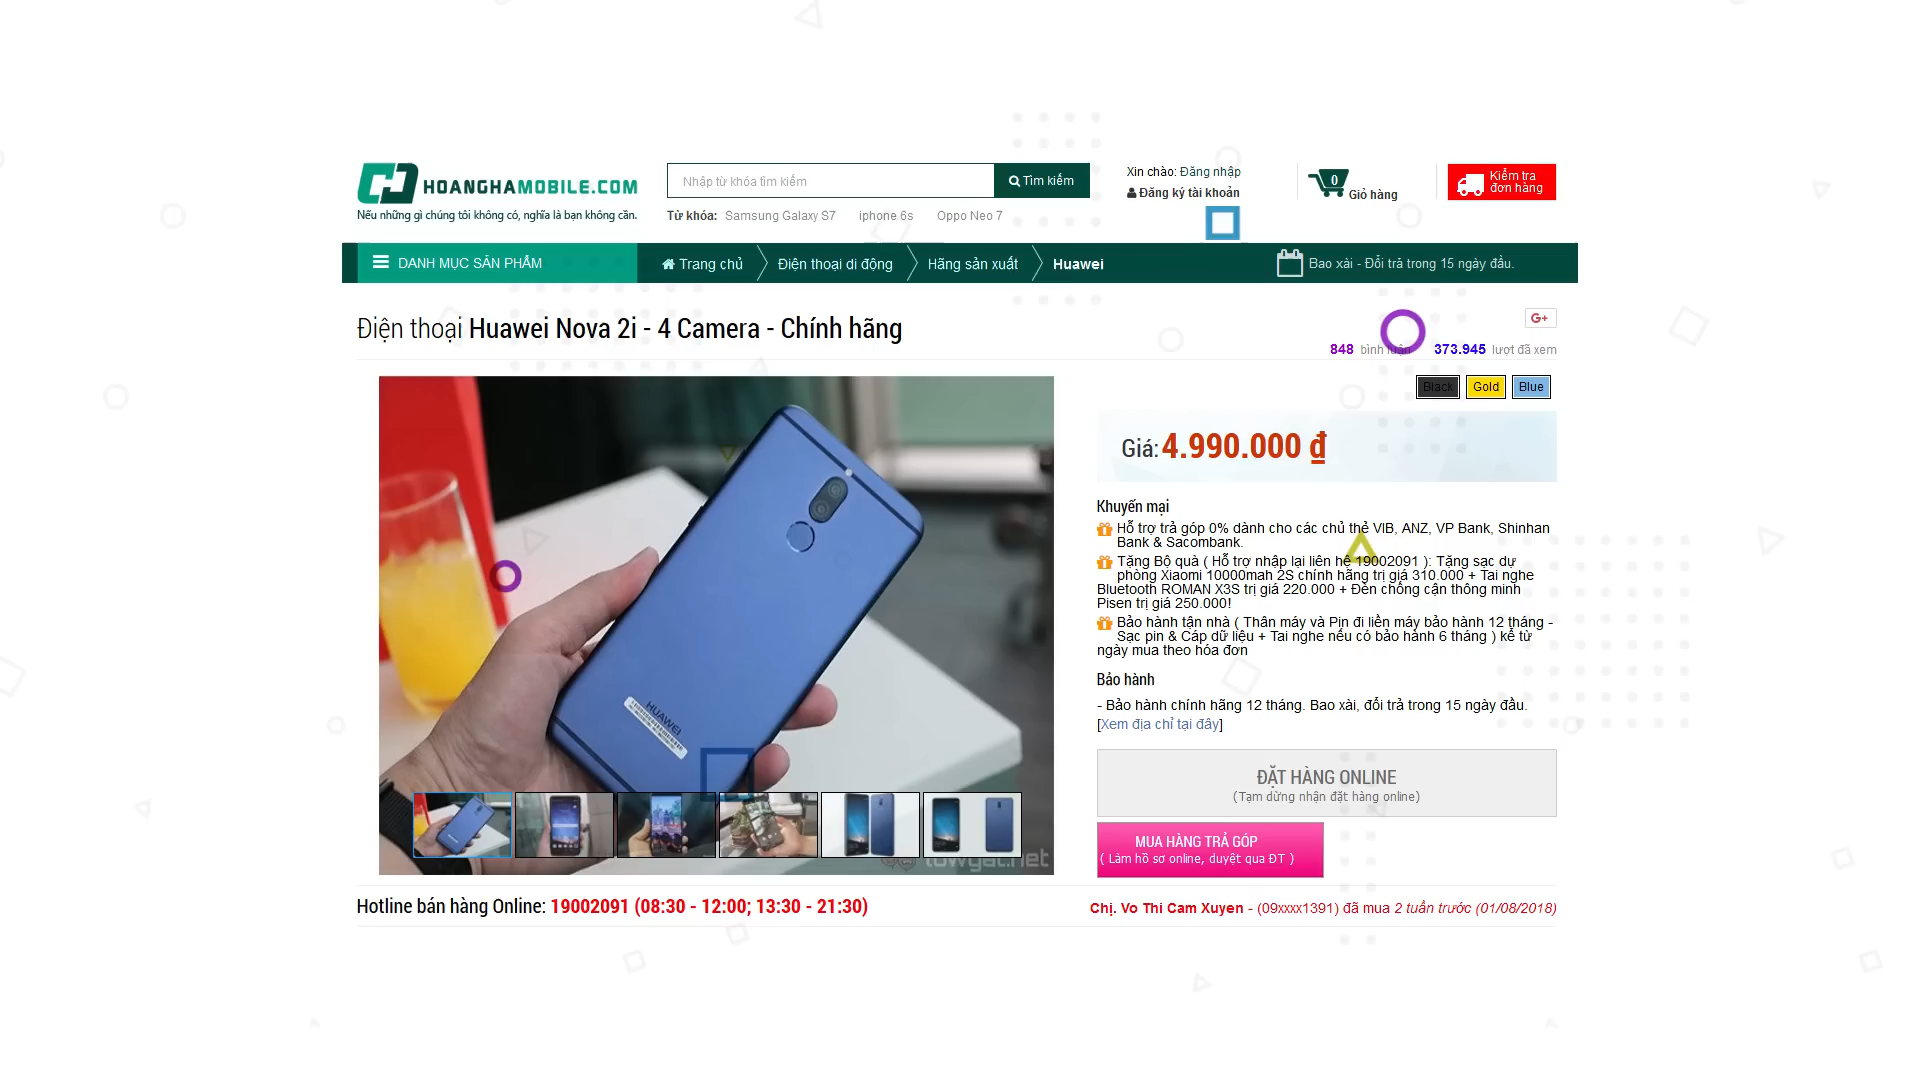 HOANGHAMOBILE.COM
Nếu những gì chúng tôi không có, nghĩa là bạn không cần.
Nhập từ khóa tìm kiếm
Tìm kiếm
Từ khóa: Samsung Galaxy S7 iphone 6s Oppo Neo 7
Xin chào: Đăng nhập
Đăng ký tài khoản
0
Giỏ hàng
Kiểm tra
đơn hàng
DANH MỤC SẢN PHẨM
Trang chủ
Điện thoại di động
Hãng sản xuất
Huawei
Bao xài - Đổi trả trong 15 ngày đầu.
Điện thoại Huawei Nova 2i - 4 Camera - Chính hãng
G+
848 bình luận 373.945 lượt đã xem
Black Gold Blue
Giá: 4.990.000 ₫
Khuyến mại
Hỗ trợ trả góp 0% dành cho các chủ thẻ VIB, ANZ, VP Bank, Shinhan
Bank & Sacombank.
Tặng Bộ quà ( Hỗ trợ nhập lại liên hệ 19002091 ): Tặng sạc dự
phòng Xiaomi 10000mah 2S chính hãng trị giá 310.000 + Tai nghe
Bluetooth ROMAN X3S trị giá 220.000 + Đèn chống cận thông minh
Pisen trị giá 250.000!
Bảo hành tận nhà ( Thân máy và Pin đi liền máy bảo hành 12 tháng -
Sạc pin & Cáp dữ liệu + Tai nghe nếu có bảo hành 6 tháng ) kể từ
ngày mua theo hóa đơn
Bảo hành
- Bảo hành chính hãng 12 tháng. Bao xài, đổi trả trong 15 ngày đầu.
[Xem địa chỉ tại đây]
ĐẶT HÀNG ONLINE
(Tạm dừng nhận đặt hàng online)
MUA HÀNG TRẢ GÓP
( Làm hồ sơ online, duyệt qua ĐT )
HUAWEI
lowyat.net
Hotline bán hàng Online: 19002091 (08:30 - 12:00; 13:30 - 21:30)
Chị. Vo Thi Cam Xuyen - (09xxxx1391) đã mua 2 tuần trước (01/08/2018)